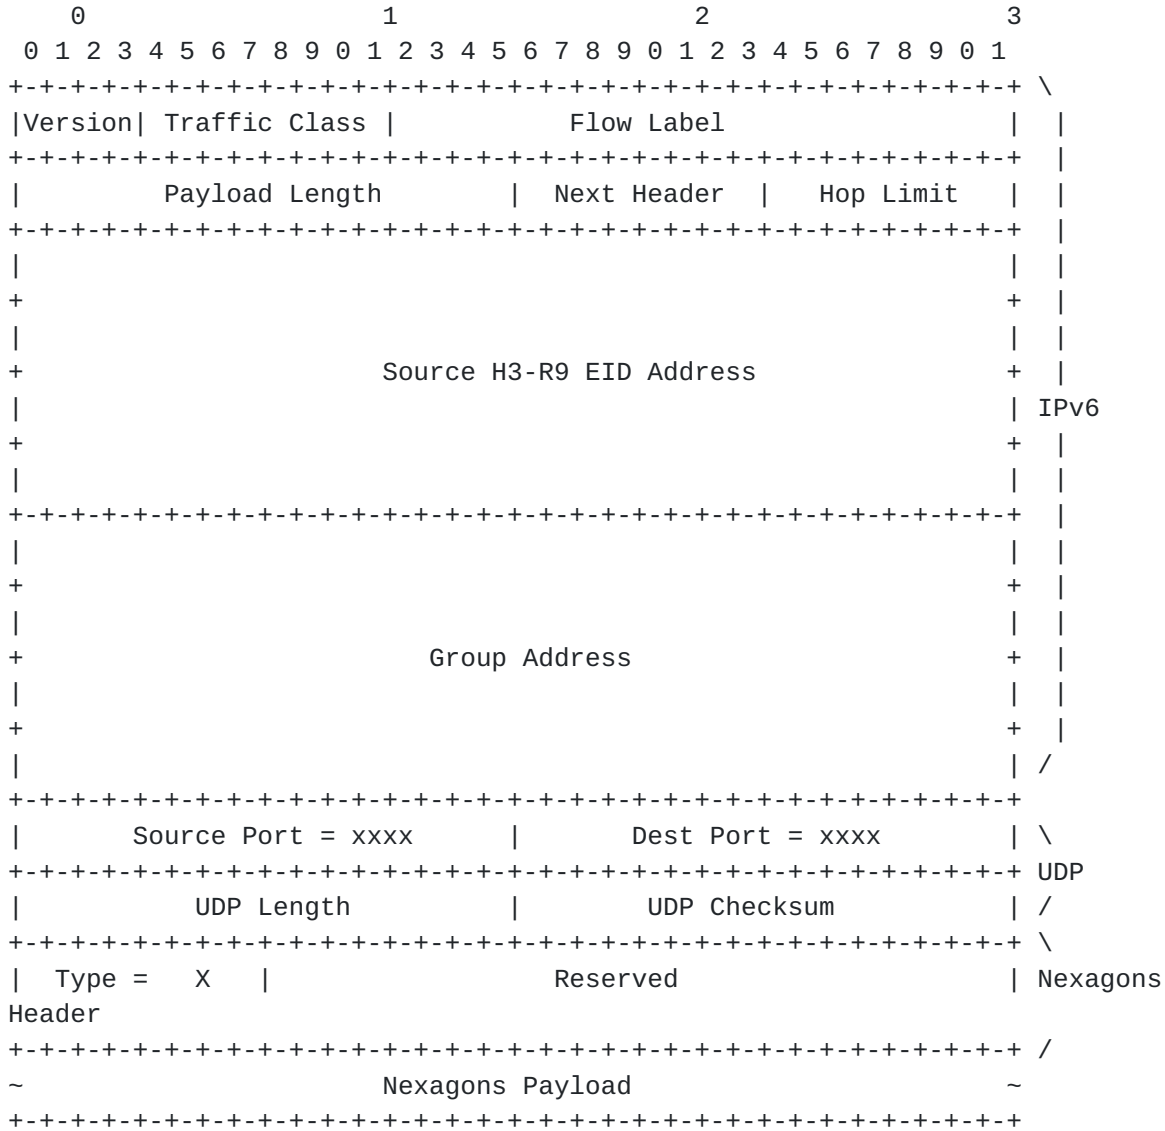 0                   1                   2                   3
 0 1 2 3 4 5 6 7 8 9 0 1 2 3 4 5 6 7 8 9 0 1 2 3 4 5 6 7 8 9 0 1
+-+-+-+-+-+-+-+-+-+-+-+-+-+-+-+-+-+-+-+-+-+-+-+-+-+-+-+-+-+-+-+-+ \
|Version| Traffic Class |           Flow Label                  |  |
+-+-+-+-+-+-+-+-+-+-+-+-+-+-+-+-+-+-+-+-+-+-+-+-+-+-+-+-+-+-+-+-+  |
|         Payload Length        |  Next Header  |   Hop Limit   |  |
+-+-+-+-+-+-+-+-+-+-+-+-+-+-+-+-+-+-+-+-+-+-+-+-+-+-+-+-+-+-+-+-+  |
|                                                               |  |
+                                                               +  |
|                                                               |  |
+                       Source H3-R9 EID Address                +  |
|                                                               | IPv6
+                                                               +  |
|                                                               |  |
+-+-+-+-+-+-+-+-+-+-+-+-+-+-+-+-+-+-+-+-+-+-+-+-+-+-+-+-+-+-+-+-+  |
|                                                               |  |
+                                                               +  |
|                                                               |  |
+                          Group Address                        +  |
|                                                               |  |
+                                                               +  |
|                                                               | /
+-+-+-+-+-+-+-+-+-+-+-+-+-+-+-+-+-+-+-+-+-+-+-+-+-+-+-+-+-+-+-+-+
|       Source Port = xxxx      |       Dest Port = xxxx        | \
+-+-+-+-+-+-+-+-+-+-+-+-+-+-+-+-+-+-+-+-+-+-+-+-+-+-+-+-+-+-+-+-+ UDP
|           UDP Length          |        UDP Checksum           | /
+-+-+-+-+-+-+-+-+-+-+-+-+-+-+-+-+-+-+-+-+-+-+-+-+-+-+-+-+-+-+-+-+ \
|  Type =   X   |                  Reserved                     | Nexagons
Header
+-+-+-+-+-+-+-+-+-+-+-+-+-+-+-+-+-+-+-+-+-+-+-+-+-+-+-+-+-+-+-+-+ /
~                       Nexagons Payload                        ~
+-+-+-+-+-+-+-+-+-+-+-+-+-+-+-+-+-+-+-+-+-+-+-+-+-+-+-+-+-+-+-+-+